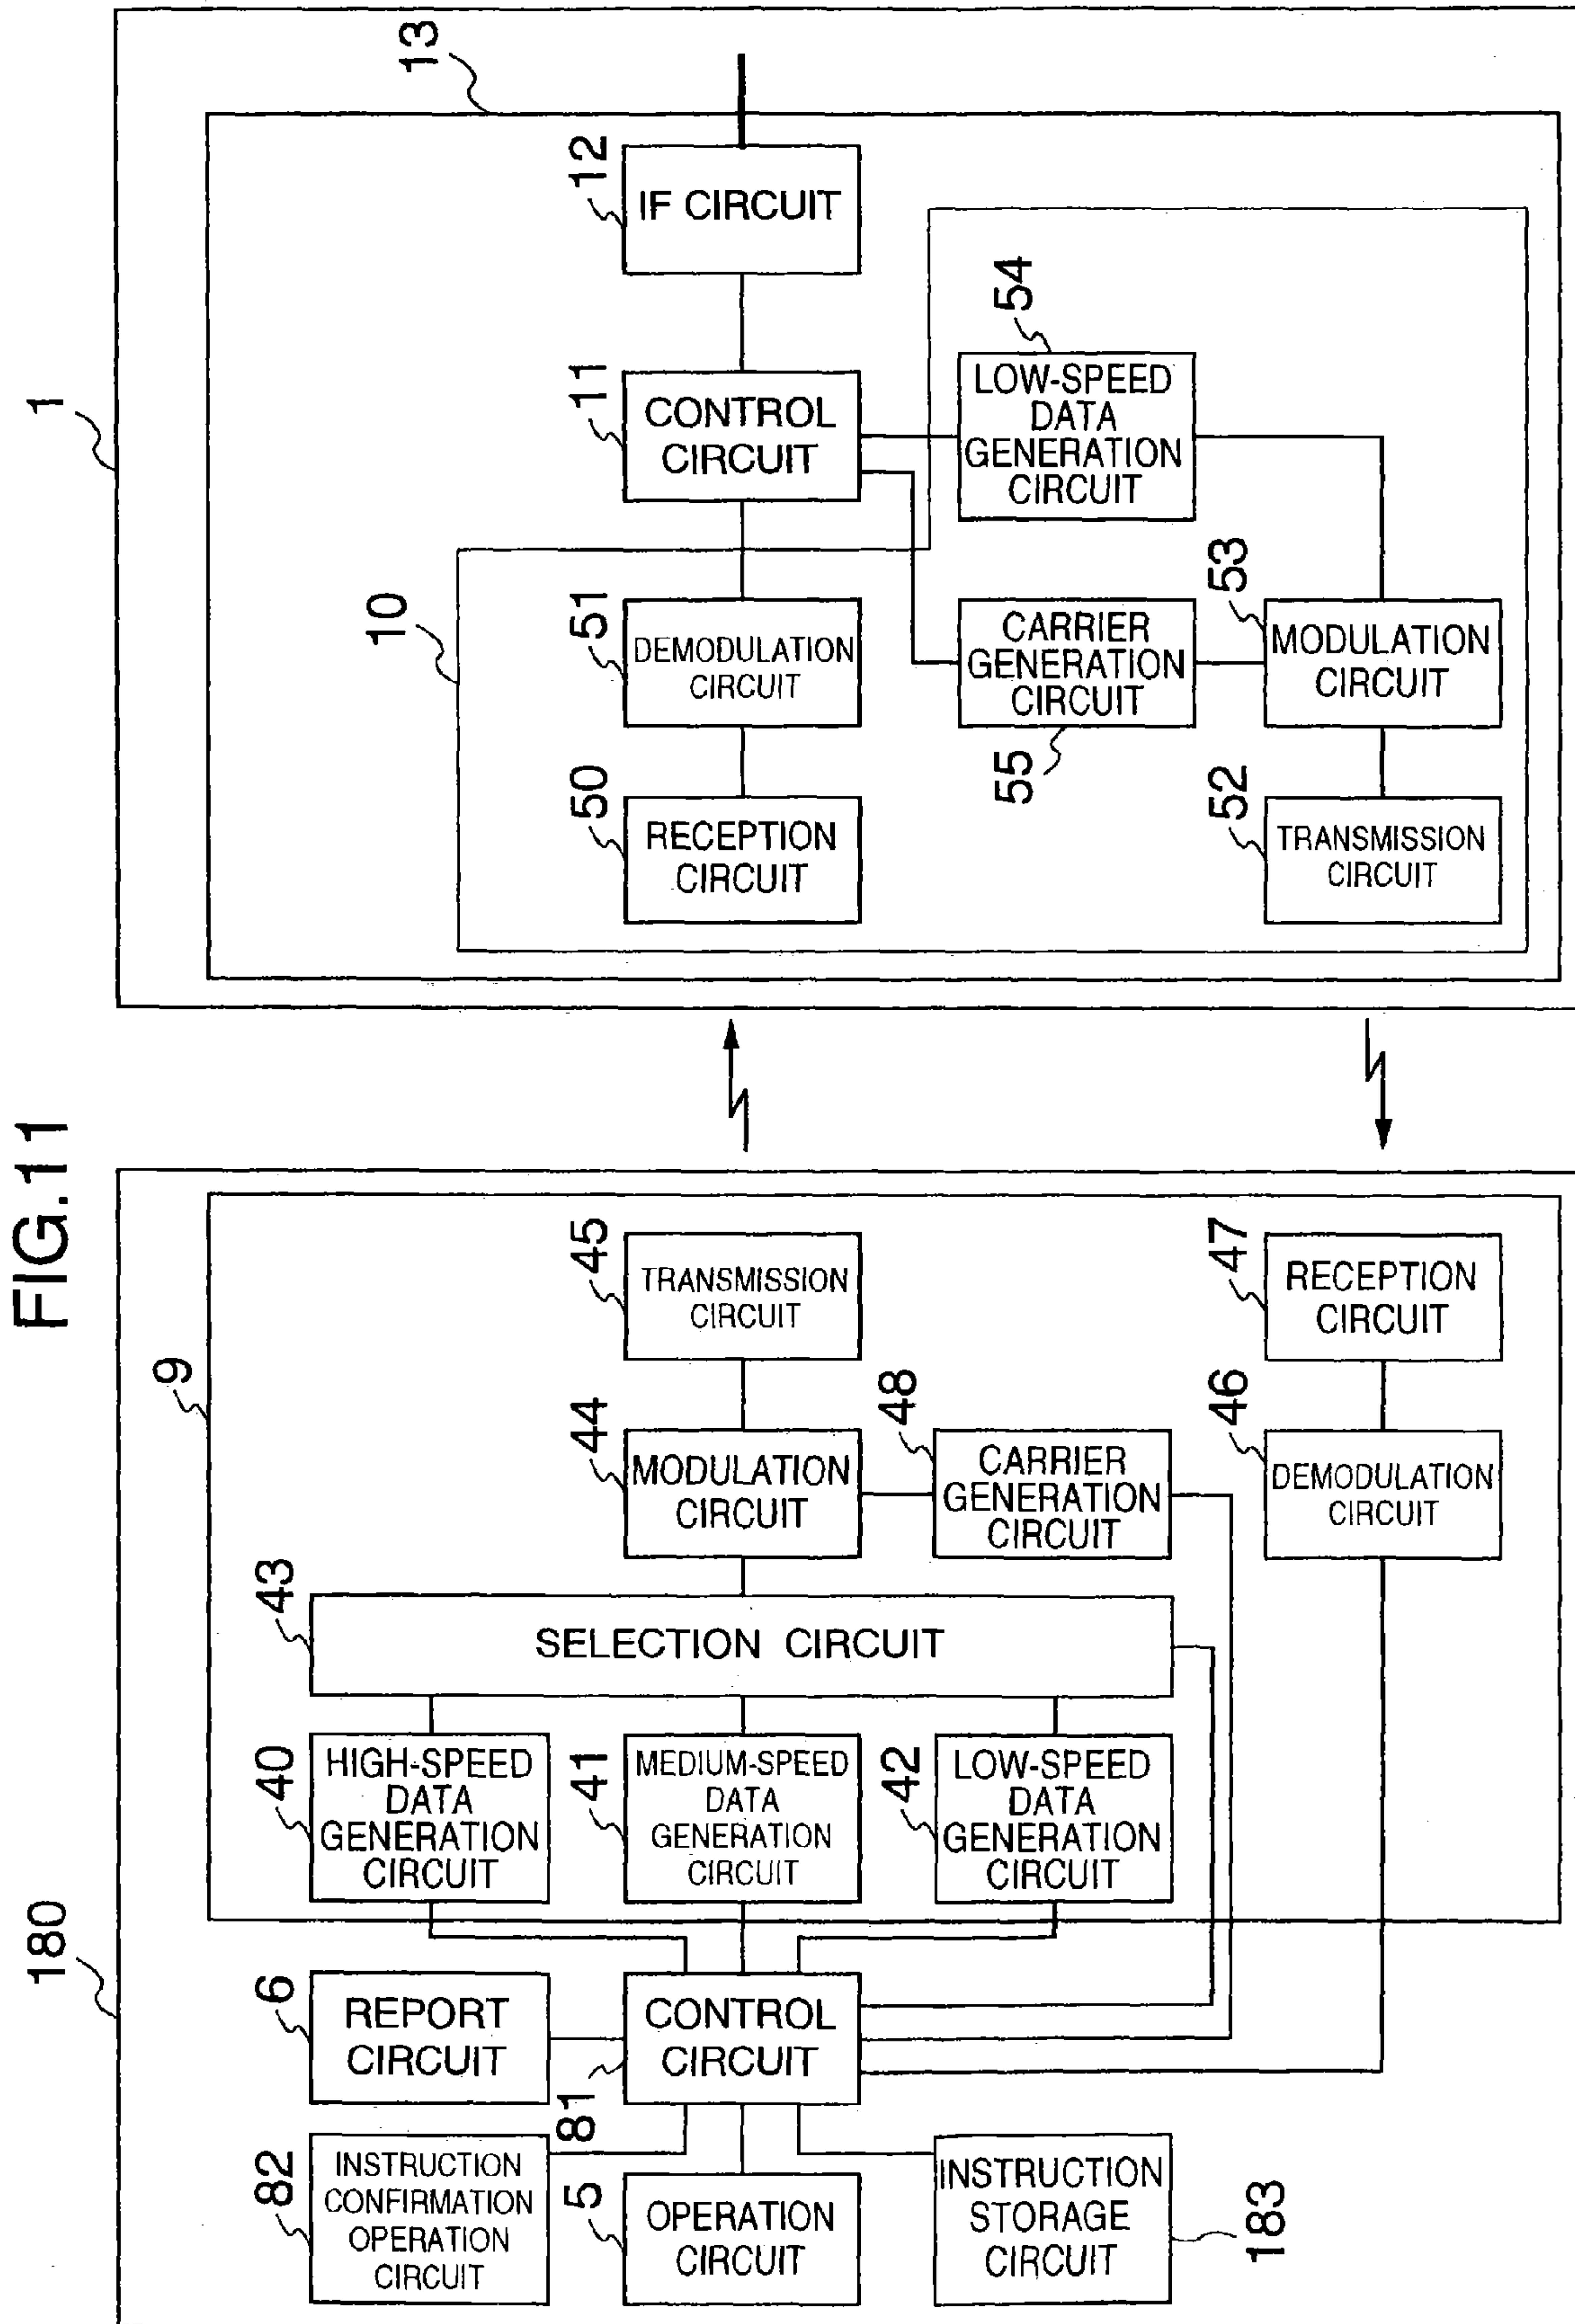 FIG.11
180
9
82
INSTRUCTION
CONFIRMATION
OPERATION
CIRCUIT
6
REPORT
CIRCUIT
40
HIGH-SPEED
DATA
GENERATION
CIRCUIT
43
SELECTION CIRCUIT
5
OPERATION
CIRCUIT
81
CONTROL
CIRCUIT
41
MEDIUM-SPEED
DATA
GENERATION
CIRCUIT
44
MODULATION
CIRCUIT
45
TRANSMISSION
CIRCUIT
183
INSTRUCTION
STORAGE
CIRCUIT
42
LOW-SPEED
DATA
GENERATION
CIRCUIT
48
CARRIER
GENERATION
CIRCUIT
46
DEMODULATION
CIRCUIT
47
RECEPTION
CIRCUIT
1
13
10
50
RECEPTION
CIRCUIT
51
DEMODULATION
CIRCUIT
11
CONTROL
CIRCUIT
12
IF CIRCUIT
55
CARRIER
GENERATION
CIRCUIT
54
LOW-SPEED
DATA
GENERATION
CIRCUIT
52
TRANSMISSION
CIRCUIT
53
MODULATION
CIRCUIT